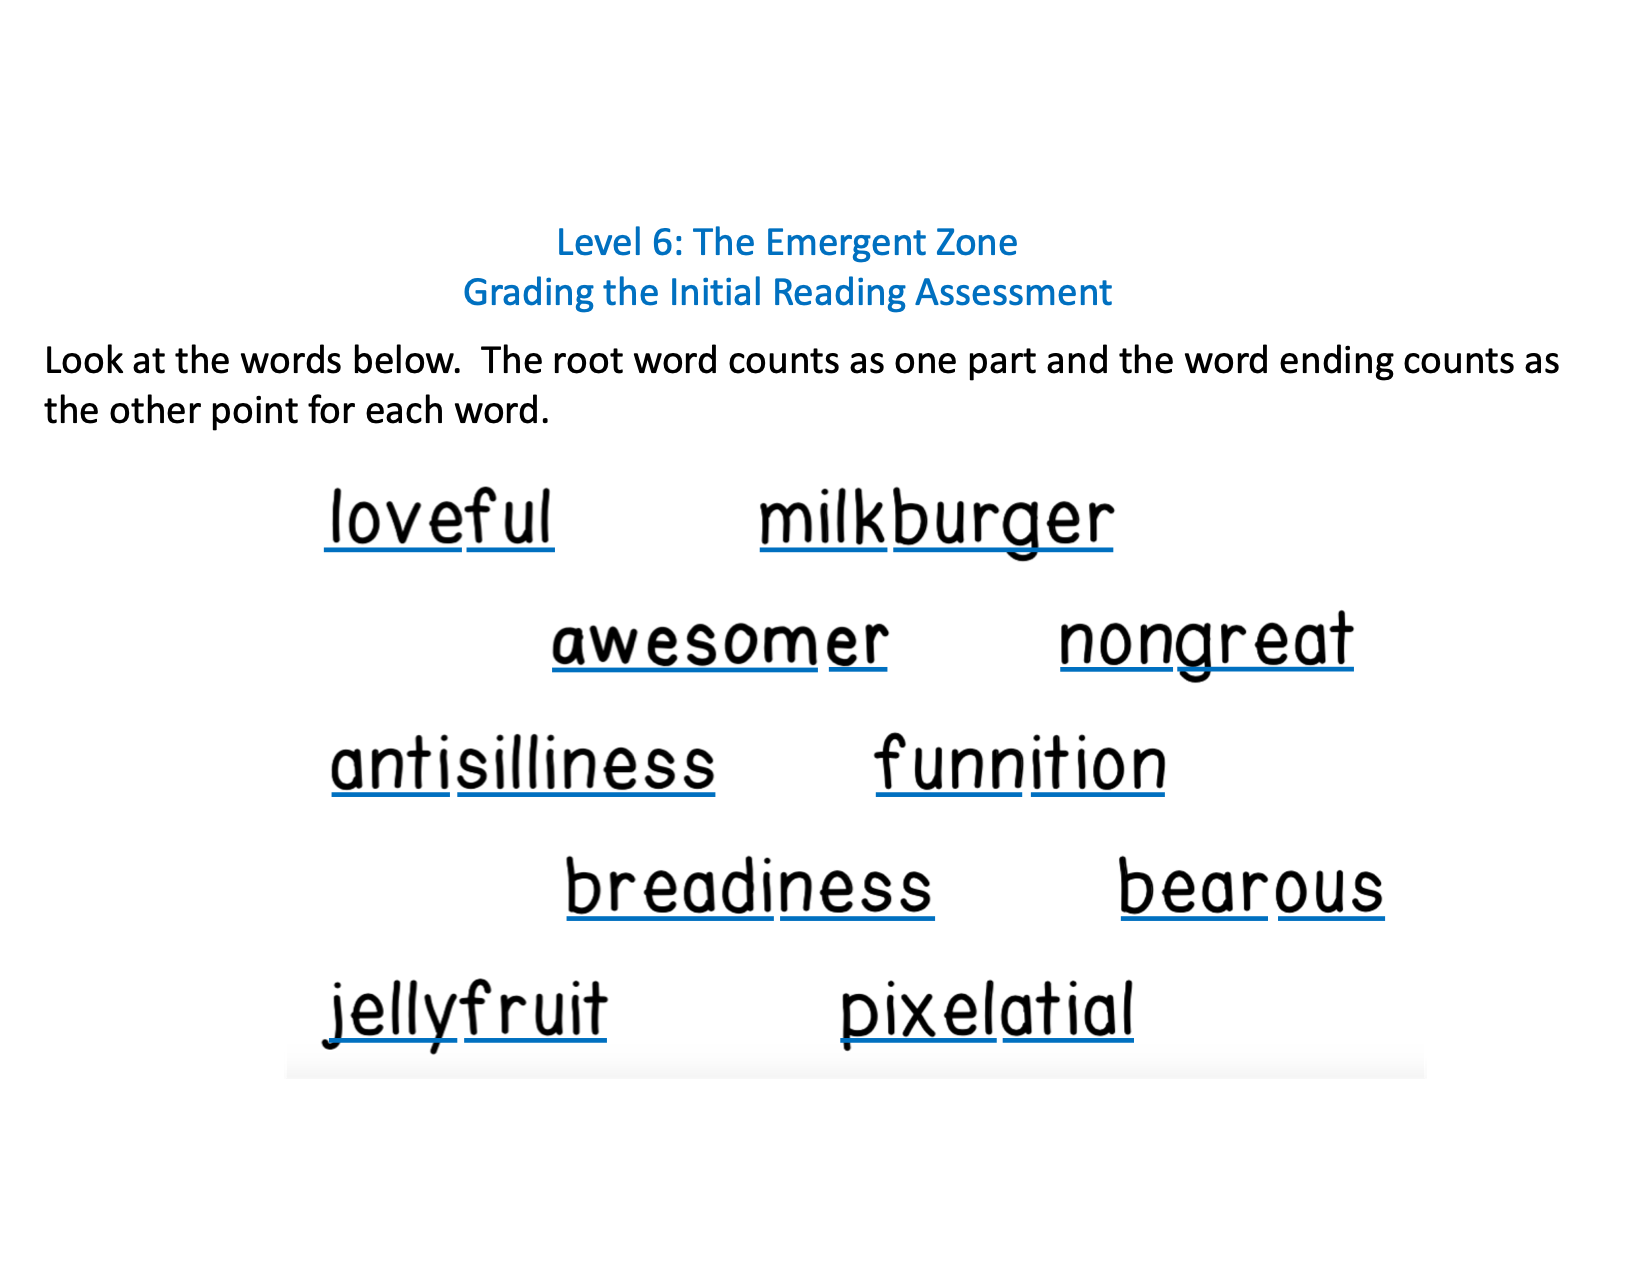 Level 6: The Emergent Zone
Grading the Initial Reading Assessment
Look at the words below.  The root word counts as one part and the word ending counts as
the other point for each word.
loveful milkburger
awesomer nongreat
antisilliness funnition
breadiness bearous
jellyfruit pixelatial